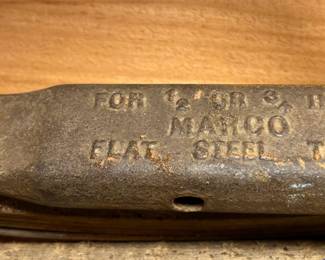 FOR 1/2 OR 3/4
MARCO
FLAT STEEL